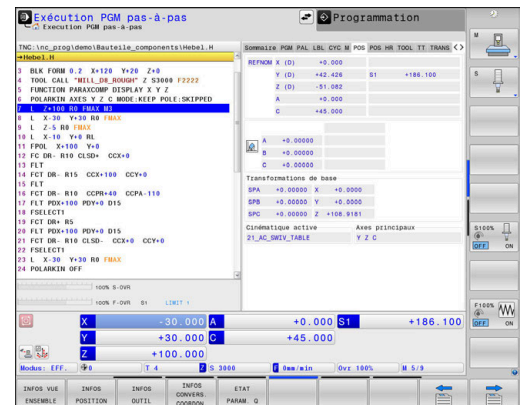 Exécution PGM pas-à-pas
Execution PGM pas-à-pas
Programmation
TNC:\nc_prog\demo\Bauteile_components\Hebel.H
→Hebel.H
3 BLK FORM 0.2 X+120 Y+20 Z+0
4 TOOL CALL "MILL_D8_ROUGH" Z S3000 F2222
5 FUNCTION PARAXCOMP DISPLAY X Y Z
6 POLARKIN AXES Y Z C MODE:KEEP POLE:SKIPPED
7 L Z+100 R0 FMAX M3
8 L X-30 Y+30 R0 FMAX
9 L Z-5 R0 FMAX
10 L X-10 Y+0 RL
11 FPOL X+100 Y+0
12 FC DR- R10 CLSD+ CCX+0
13 FLT
14 FCT DR- R15 CCX+100 CCY+0
15 FLT
16 FCT DR- R10 CCPR+40 CCPA-110
17 FLT PDX+100 PDY+0 D15
18 FSELECT1
19 FCT DR+ R5
20 FLT PDX+100 PDY+0 D15
21 FCT DR- R10 CLSD- CCX+0 CCY+0
22 FSELECT1
23 L X-30 Y+30 R0 FMAX
24 POLARKIN OFF
Sommaire PGM PAL LBL CYC M POS POS HR TOOL TT TRANS
REFNOM X (D) +0.000
Y (D) +42.426 S1 +186.100
Z (D) -51.082
A +0.000
C +45.000
A +0.00000
B +0.00000
C +0.00000
Transformations de base
SPA +0.00000 X +0.0000
SPB +0.00000 Y +0.0000
SPC +0.00000 Z +108.9181
Cinématique active Axes principaux
21_AC_SWIV_TABLE Y Z C
100% S-OVR
100% F-OVR S1 LIMIT 1
X -30.000 A +0.000 S1 +186.100
Y +30.000 C +45.000
Z +100.000
Modus: EFF. 0 T 4 Z S 3000 F 0mm/min Ovr 100% M 5/9
INFOS VUE ENSEMBLE
INFOS POSITION
INFOS OUTIL
INFOS CONVERS. COORDON.
ETAT PARAM. Q
M
S
S100%
OFF ON
F100%
OFF ON